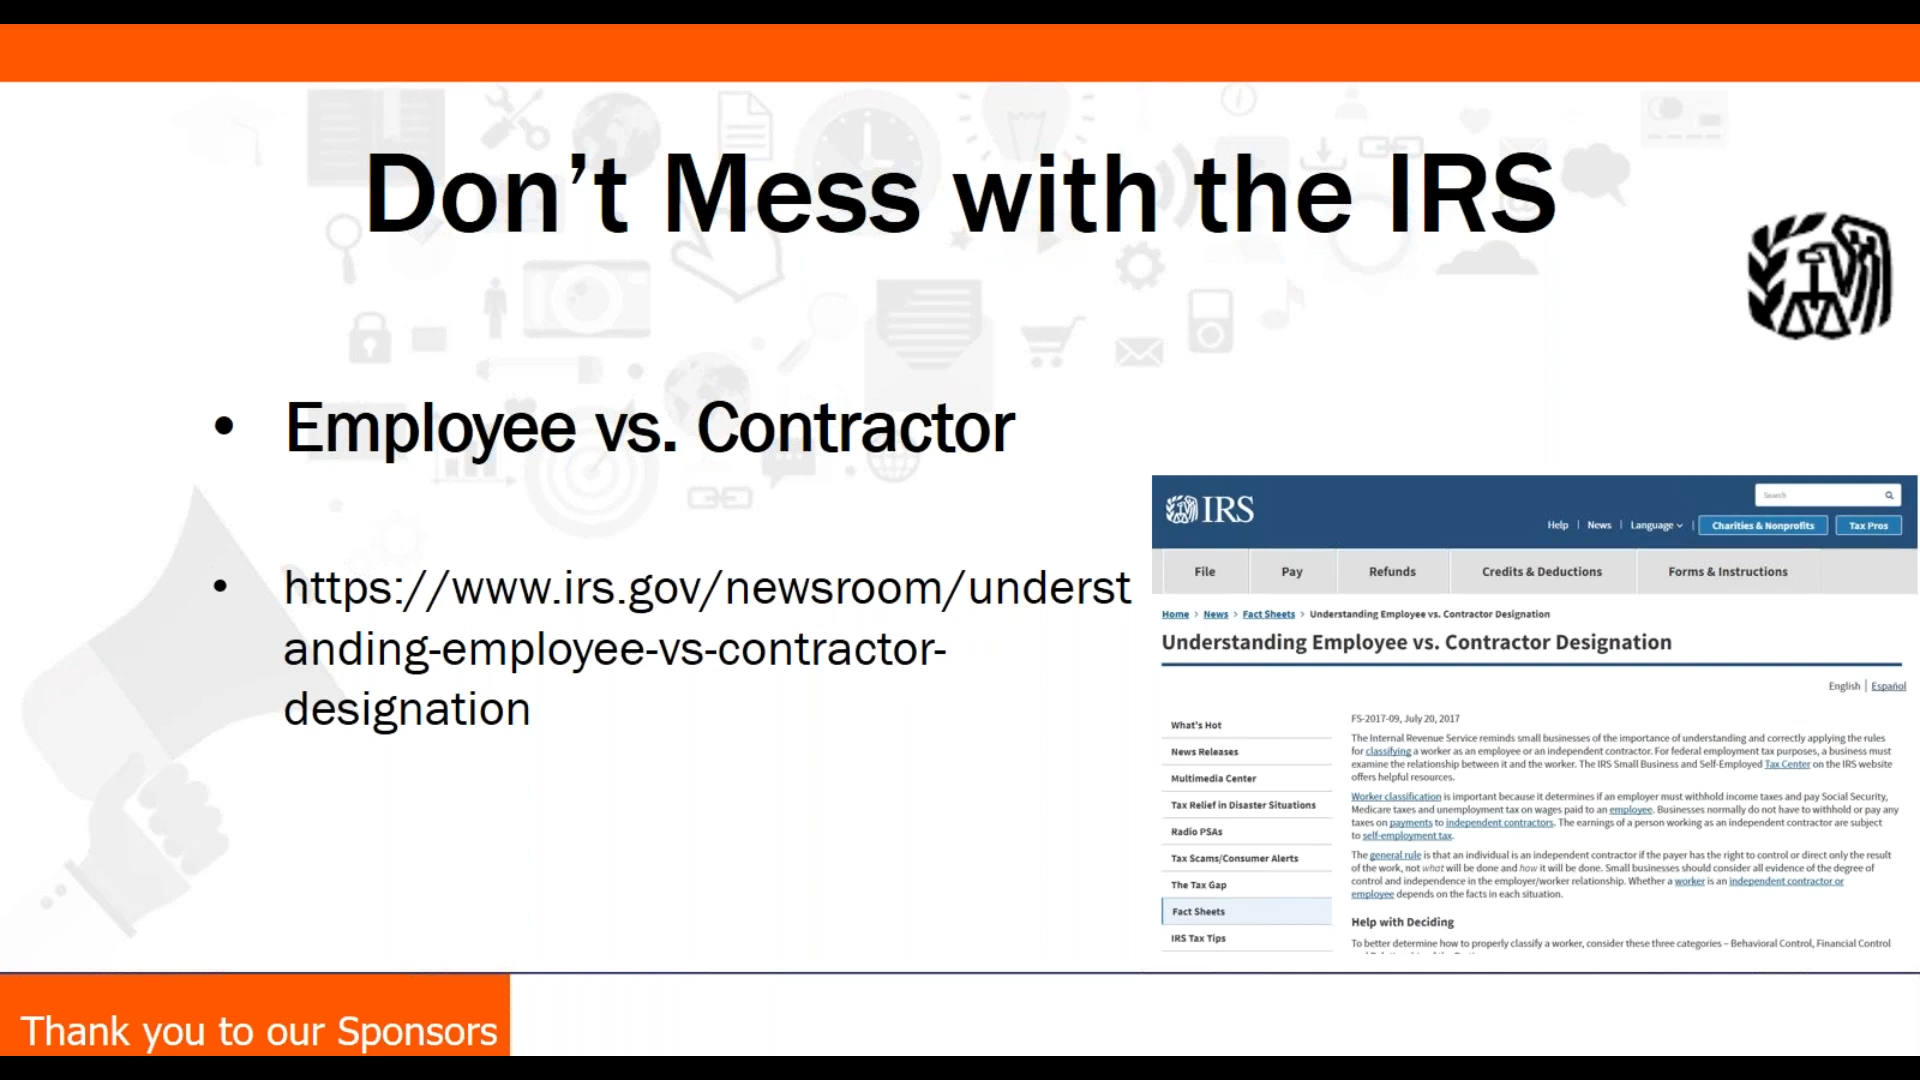 Don’t Mess with the IRS
• Employee vs. Contractor
• https://www.irs.gov/newsroom/underst
anding-employee-vs-contractor-
designation
IRS
Search
Help | News | Language | Charities & Nonprofits Tax Pros
File Pay Refunds Credits & Deductions Forms & Instructions
Home > News > Fact Sheets > Understanding Employee vs. Contractor Designation
Understanding Employee vs. Contractor Designation
English | Español
What's Hot
News Releases
Multimedia Center
Tax Relief in Disaster Situations
Radio PSAs
Tax Scams/Consumer Alerts
The Tax Gap
Fact Sheets
IRS Tax Tips
FS-2017-09, July 20, 2017
The Internal Revenue Service reminds small businesses of the importance of understanding and correctly applying the rules
for classifying a worker as an employee or an independent contractor. For federal employment tax purposes, a business must
examine the relationship between it and the worker. The IRS Small Business and Self-Employed Tax Center on the IRS website
offers helpful resources.
Worker classification is important because it determines if an employer must withhold income taxes and pay Social Security,
Medicare taxes and unemployment tax on wages paid to an employee. Businesses normally do not have to withhold or pay any
taxes on payments to independent contractors. The earnings of a person working as an independent contractor are subject
to self-employment tax.
The general rule is that an individual is an independent contractor if the payer has the right to control or direct only the result
of the work, not what will be done and how it will be done. Small businesses should consider all evidence of the degree of
control and independence in the employer/worker relationship. Whether a worker is an independent contractor or
employee depends on the facts in each situation.
Help with Deciding
To better determine how to properly classify a worker, consider these three categories – Behavioral Control, Financial Control
Thank you to our Sponsors